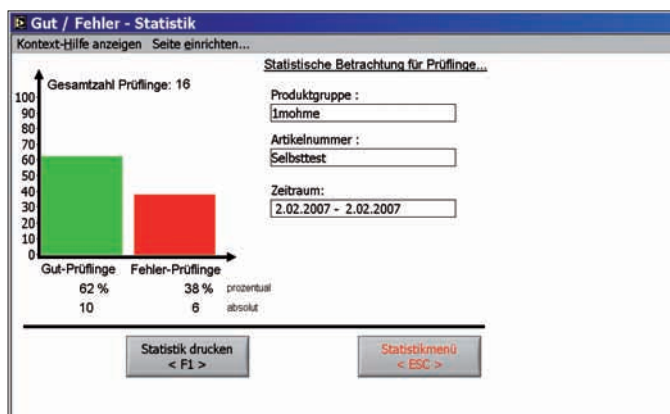 Gut / Fehler - Statistik
Kontext-Hilfe anzeigen Seite einrichten...
Statistische Betrachtung für Prüflinge...
Gesamtzahl Prüflinge: 16
100
90
80
70
60
50
40
30
20
10
0
Gut-Prüflinge Fehler-Prüflinge
62 % 38 % prozentual
10 6 absolut
Produktgruppe :
1mohme
Artikelnummer :
Selbsttest
Zeitraum:
2.02.2007 - 2.02.2007
Statistik drucken
< F1 >
Statistikmenü
< ESC >